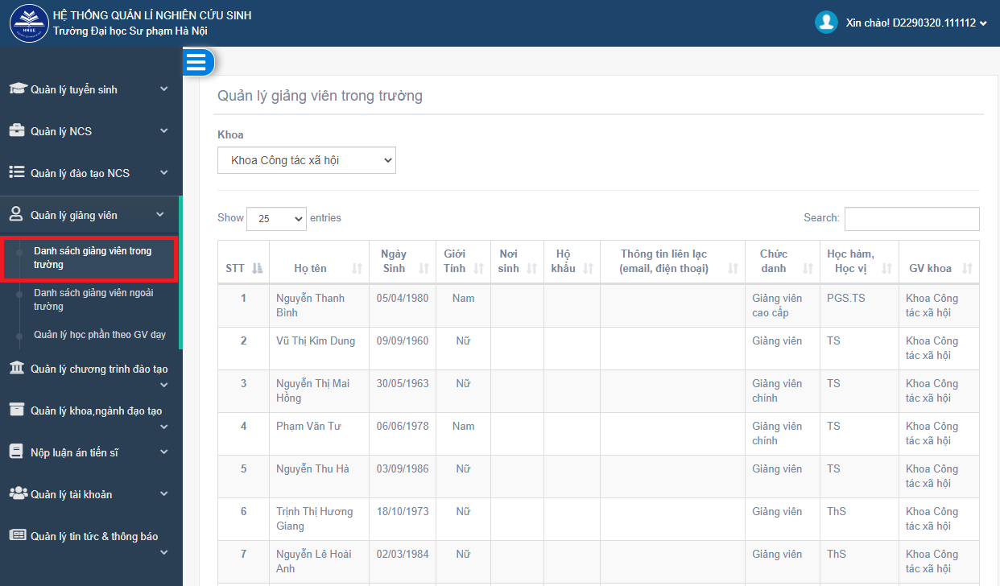 HỆ THỐNG QUẢN LÍ NGHIÊN CỨU SINH
Trường Đại học Sư phạm Hà Nội
HNUE
Xin chào! D2290320.111112
Quản lý tuyển sinh
Quản lý NCS
Quản lý đào tạo NCS
Quản lý giảng viên
Danh sách giảng viên trong
trường
Danh sách giảng viên ngoài
trường
Quản lý học phần theo GV dạy
Quản lý chương trình đào tạo
Quản lý khoa,ngành đạo tạo
Nộp luận án tiến sĩ
Quản lý tài khoản
Quản lý tin tức & thông báo
Quản lý giảng viên trong trường
Khoa
Khoa Công tác xã hội
Show 25 entries
Search:
STT Họ tên Ngày Sinh Giới Tính Nơi sinh Hộ khẩu Thông tin liên lạc (email, điện thoại) Chức danh Học hàm, Học vị GV khoa
1 Nguyễn Thanh Bình 05/04/1980 Nam Giảng viên cao cấp PGS.TS Khoa Công tác xã hội
2 Vũ Thị Kim Dung 09/09/1960 Nữ Giảng viên TS Khoa Công tác xã hội
3 Nguyễn Thị Mai Hồng 30/05/1963 Nữ Giảng viên chính TS Khoa Công tác xã hội
4 Phạm Văn Tư 06/06/1978 Nam Giảng viên chính TS Khoa Công tác xã hội
5 Nguyễn Thu Hà 03/09/1986 Nữ Giảng viên TS Khoa Công tác xã hội
6 Trịnh Thị Hương Giang 18/10/1973 Nữ Giảng viên ThS Khoa Công tác xã hội
7 Nguyễn Lê Hoài Anh 02/03/1984 Nữ Giảng viên ThS Khoa Công tác xã hội